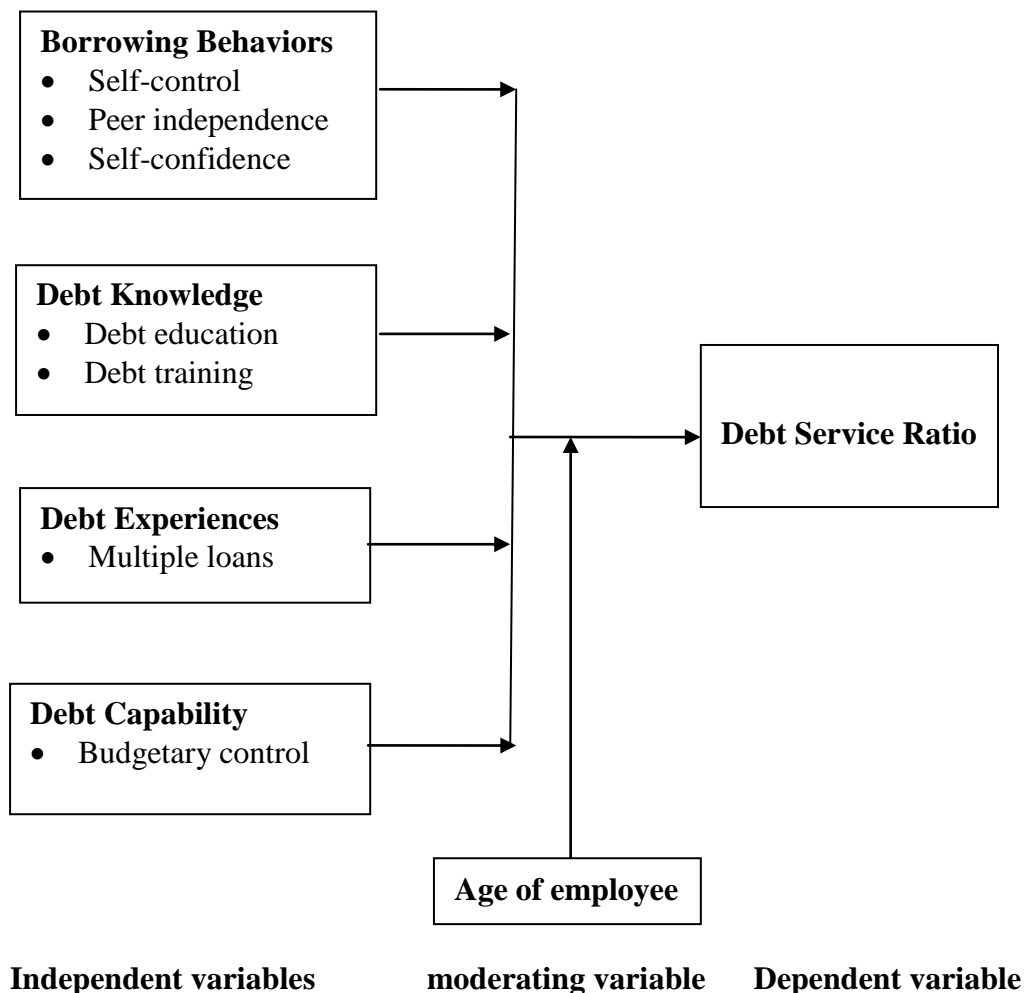 Borrowing Behaviors
• Self-control
• Peer independence
• Self-confidence
Debt Knowledge
• Debt education
• Debt training
Debt Service Ratio
Debt Experiences
• Multiple loans
Debt Capability
• Budgetary control
Age of employee
Independent variables moderating variable Dependent variable